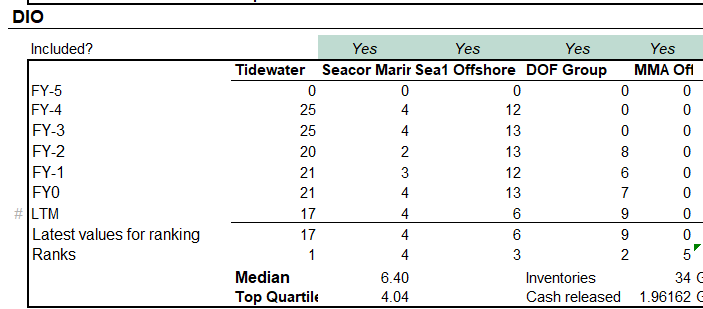 DIO
Included? Yes Yes Yes Yes
Tidewater Seacor Marir Sea1 Offshore DOF Group MMA Off
FY-5 0 0 0 0 0
FY-4 25 4 12 0 0
FY-3 25 4 13 0 0
FY-2 20 2 13 8 0
FY-1 21 3 12 6 0
FY0 21 4 13 7 0
# LTM 17 4 6 9 0
Latest values for ranking 17 4 6 9 0
Ranks 1 4 3 2 5
Median 6.40 Inventories 34
Top Quartile 4.04 Cash released 1.96162